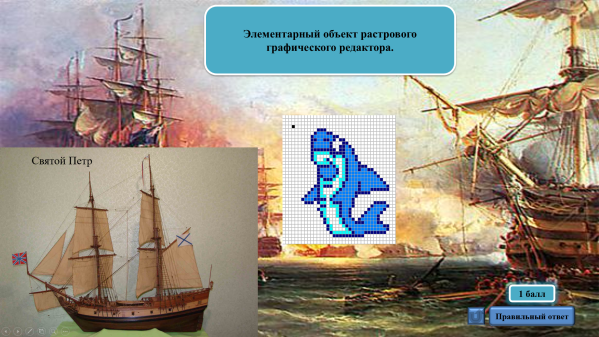 Элементарный объект растрового
графического редактора.
Святой Петр
1 балл
Правильный ответ